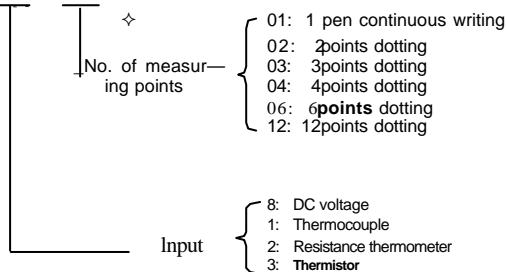 01: 1 pen continuous writing
02: 2points dotting
No. of measur—
ing points
03: 3points dotting
04: 4points dotting
06: 6points dotting
12: 12points dotting
8: DC voltage
1: Thermocouple
Input
2: Resistance thermometer
3: Thermistor